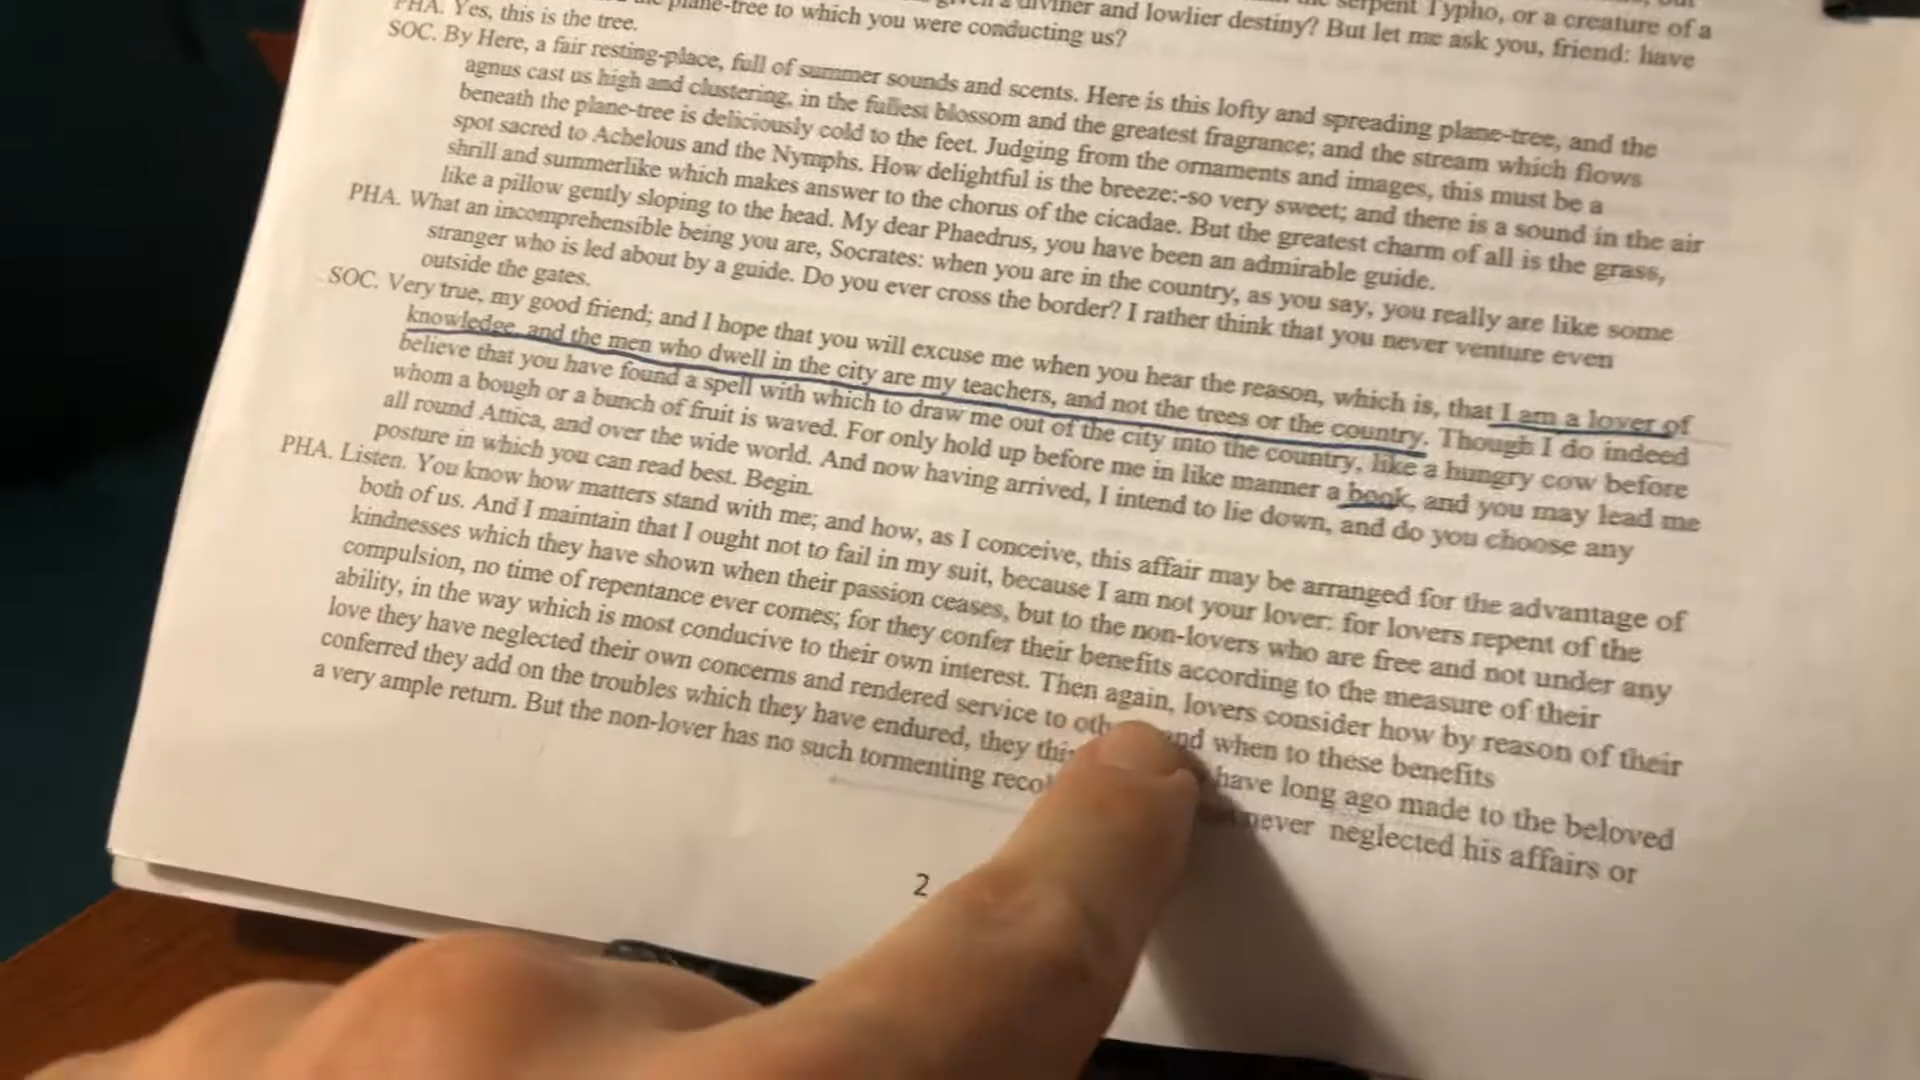 a diviner and lowlier destiny? But let me ask you, friend: have
serpent Typho, or a creature of a
plane-tree to which you were conducting us?
PHA. Yes, this is the tree.
SOC. By Here, a fair resting-place, full of summer sounds and scents. Here is this lofty and spreading plane-tree, and the
agnus cast us high and clustering, in the fullest blossom and the greatest fragrance; and the stream which flows
beneath the plane-tree is deliciously cold to the feet. Judging from the ornaments and images, this must be a
spot sacred to Achelous and the Nymphs. How delightful is the breeze:-so very sweet; and there is a sound in the air
shrill and summerlike which makes answer to the chorus of the cicadae. But the greatest charm of all is the grass,
like a pillow gently sloping to the head. My dear Phaedrus, you have been an admirable guide.
PHA. What an incomprehensible being you are, Socrates: when you are in the country, as you say, you really are like some
stranger who is led about by a guide. Do you ever cross the border? I rather think that you never venture even
outside the gates.
SOC. Very true, my good friend; and I hope that you will excuse me when you hear the reason, which is, that I am a lover of
knowledge, and the men who dwell in the city are my teachers, and not the trees or the country. Though I do indeed
believe that you have found a spell with which to draw me out of the city into the country, like a hungry cow before
whom a bough or a bunch of fruit is waved. For only hold up before me in like manner a book, and you may lead me
all round Attica, and over the wide world. And now having arrived, I intend to lie down, and do you choose any
posture in which you can read best. Begin.
PHA. Listen. You know how matters stand with me; and how, as I conceive, this affair may be arranged for the advantage of
both of us. And I maintain that I ought not to fail in my suit, because I am not your lover: for lovers repent of the
kindnesses which they have shown when their passion ceases, but to the non-lovers who are free and not under any
compulsion, no time of repentance ever comes; for they confer their benefits according to the measure of their
ability, in the way which is most conducive to their own interest. Then again, lovers consider how by reason of their
love they have neglected their own concerns and rendered service to and when to these benefits
conferred they add on the troubles which they have endured, they have long ago made to the beloved
a very ample return. But the non-lover has no such tormenting never neglected his affairs or
2